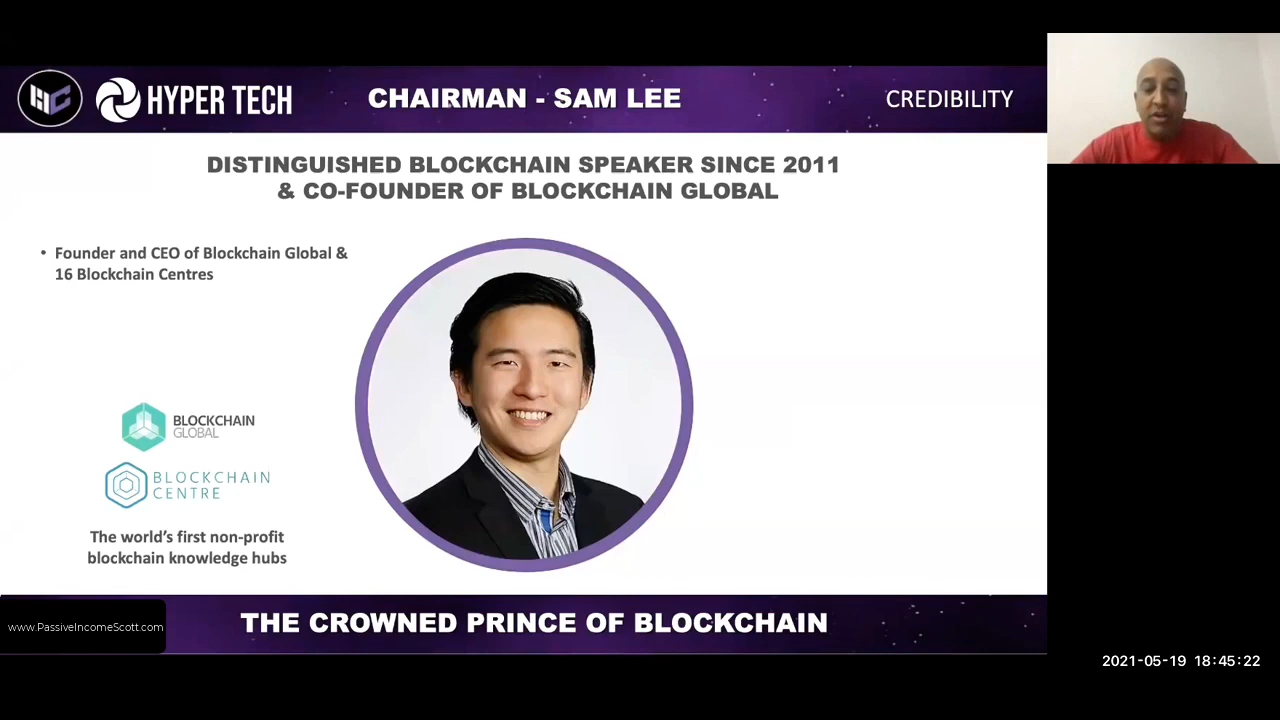 HYPER TECH
CHAIRMAN - SAM LEE
CREDIBILITY
DISTINGUISHED BLOCKCHAIN SPEAKER SINCE 2011
& CO-FOUNDER OF BLOCKCHAIN GLOBAL
• Founder and CEO of Blockchain Global &
16 Blockchain Centres
BLOCKCHAIN
GLOBAL
BLOCKCHAIN
CENTRE
The world’s first non-profit
blockchain knowledge hubs
www.PassiveIncomeScott.com
THE CROWNED PRINCE OF BLOCKCHAIN
2021-05-19 18:45:22